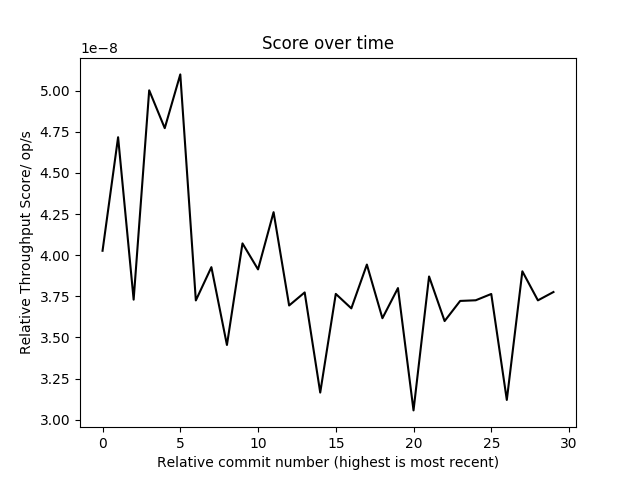 Score over time
1e−8
5.00
4.75
4.50
4.25
4.00
3.75
3.50
3.25
3.00
Relative Throughput Score/ op/s
0 5 10 15 20 25 30
Relative commit number (highest is most recent)